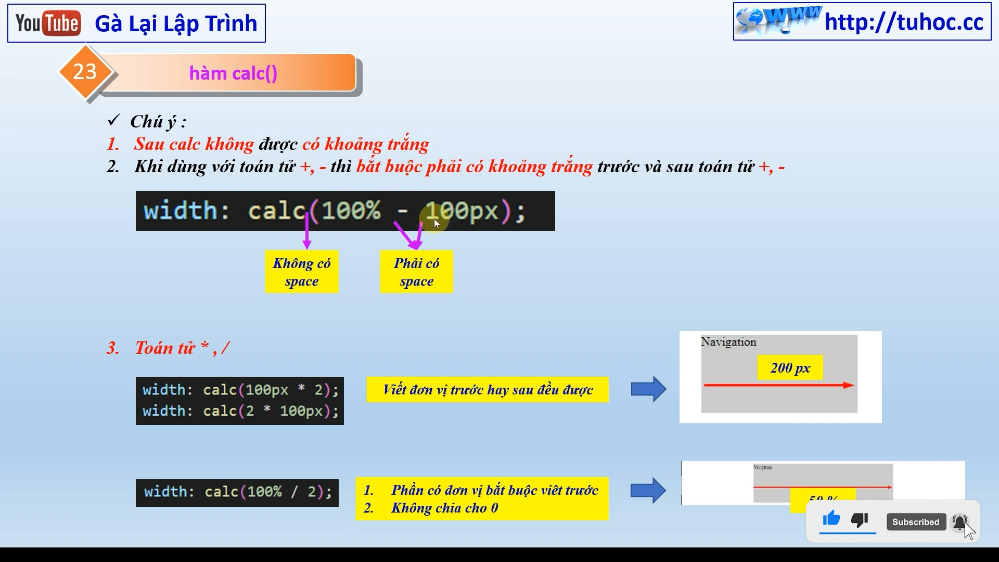 YouTube Gà Lại Lập Trình
WWW http://tuhoc.cc
23 hàm calc()
✓ Chú ý :
1. Sau calc không được có khoảng trắng
2. Khi dùng với toán tử +, - thì bắt buộc phải có khoảng trắng trước và sau toán tử +, -
width: calc(100% - 100px);
Không có
space
Phải có
space
3. Toán tử * , /
width: calc(100px * 2);
width: calc(2 * 100px);
Viết đơn vị trước hay sau đều được
Navigation
200 px
width: calc(100% / 2);
1. Phần có đơn vị bắt buộc viêt trước
2. Không chia cho 0
Navigation
50 %
Subscribed